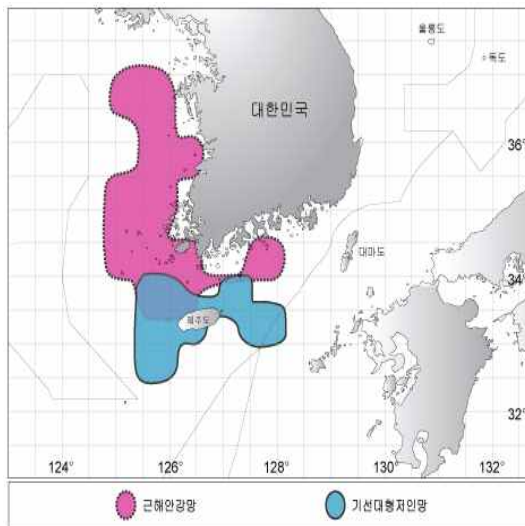 울릉도
독도
대한민국
36°
대마도
34°
제주도
32°
124°
126°
128°
130°
132°
근해안강망
기선대형저인망